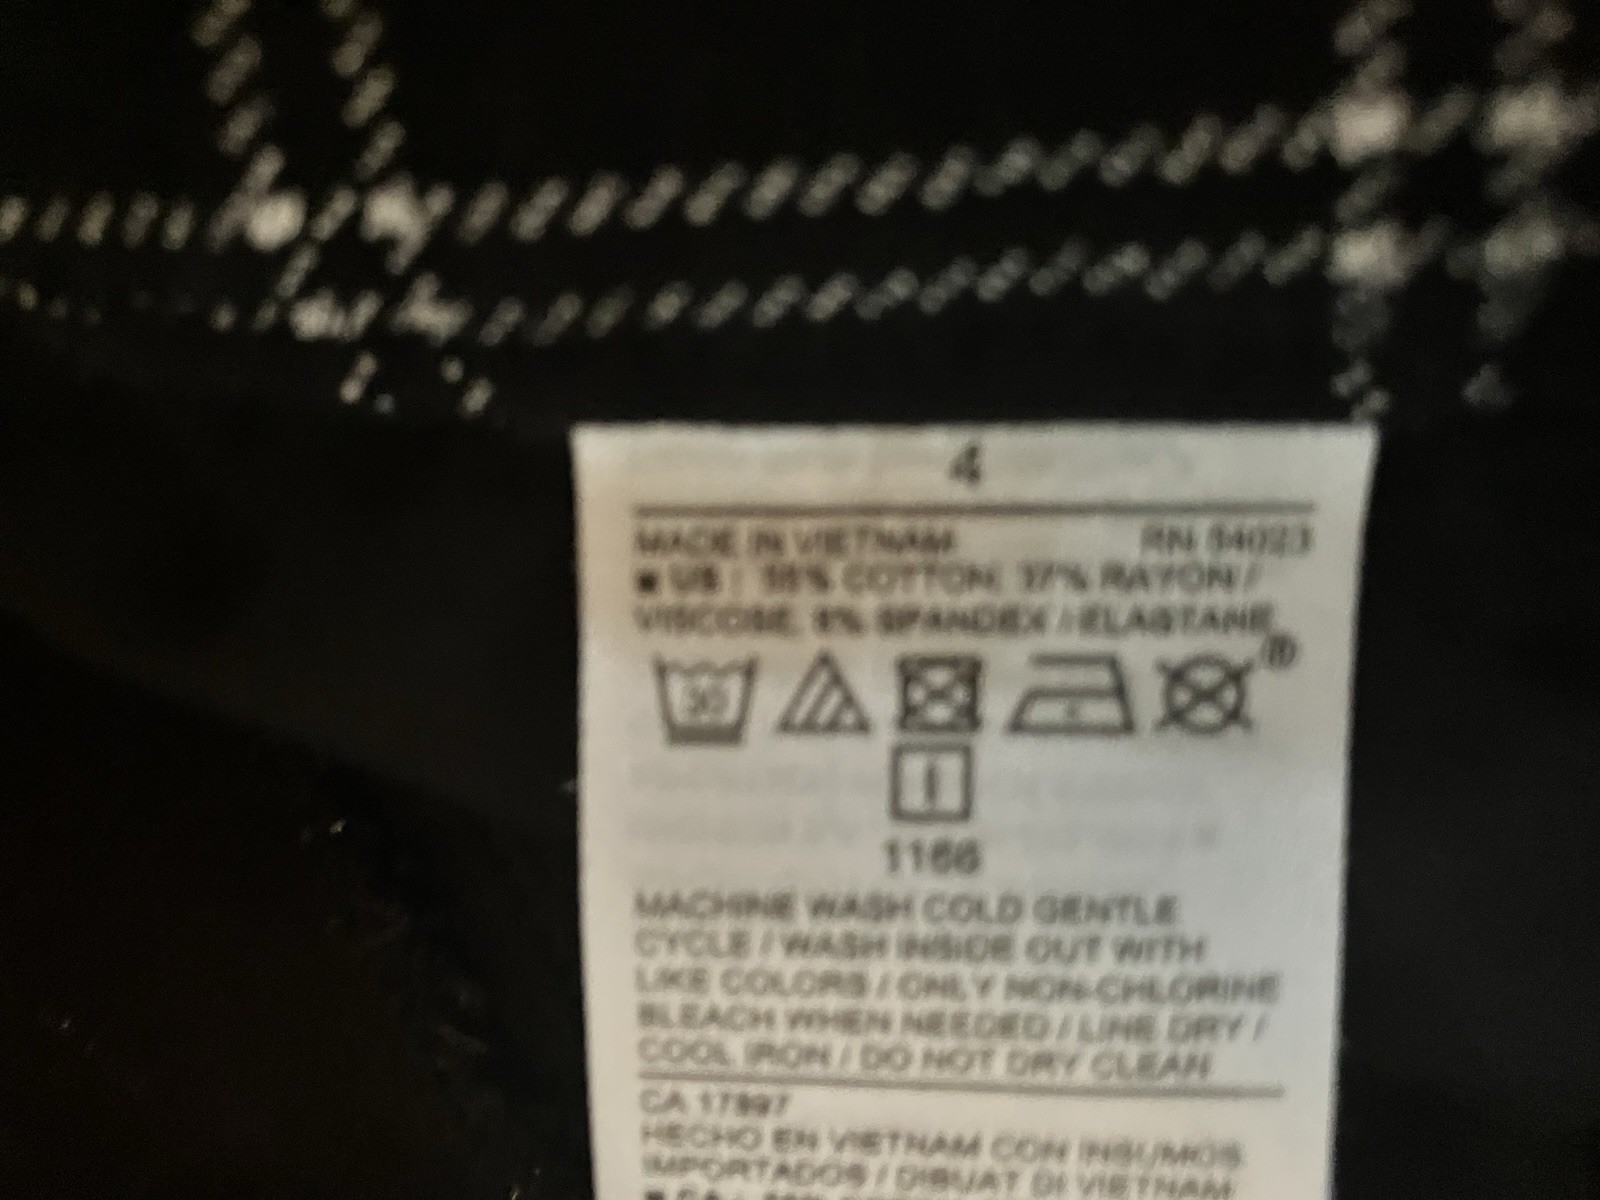 4
MADE IN VIETNAM RN 54023
US : COTTON, 37% RAYON /
VISCOSE, SPANDEX / ELASTANE
30
®
1166
MACHINE WASH COLD GENTLE
CYCLE / WASH INSIDE OUT WITH
LIKE COLORS / ONLY NON-CHLORINE
BLEACH WHEN NEEDED / LINE DRY /
COOL IRON / DO NOT DRY CLEAN
CA 17897
HECHO EN VIETNAM CON INSUMOS
IMPORTADOS / DIBUAT DI VIETNAM
CA :